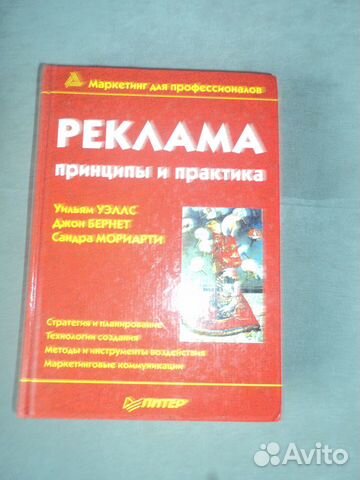 Маркетинг для профессионалов
РЕКЛАМА
принципы и практика
Уильям УЭЛЛС
Джон БЕРНЕТ
Сандра МОРИАРТИ
Стратегия и планирование
Технологии создания
Методы и инструменты воздействия
Маркетинговые коммуникации
ПИТЕР
Avito